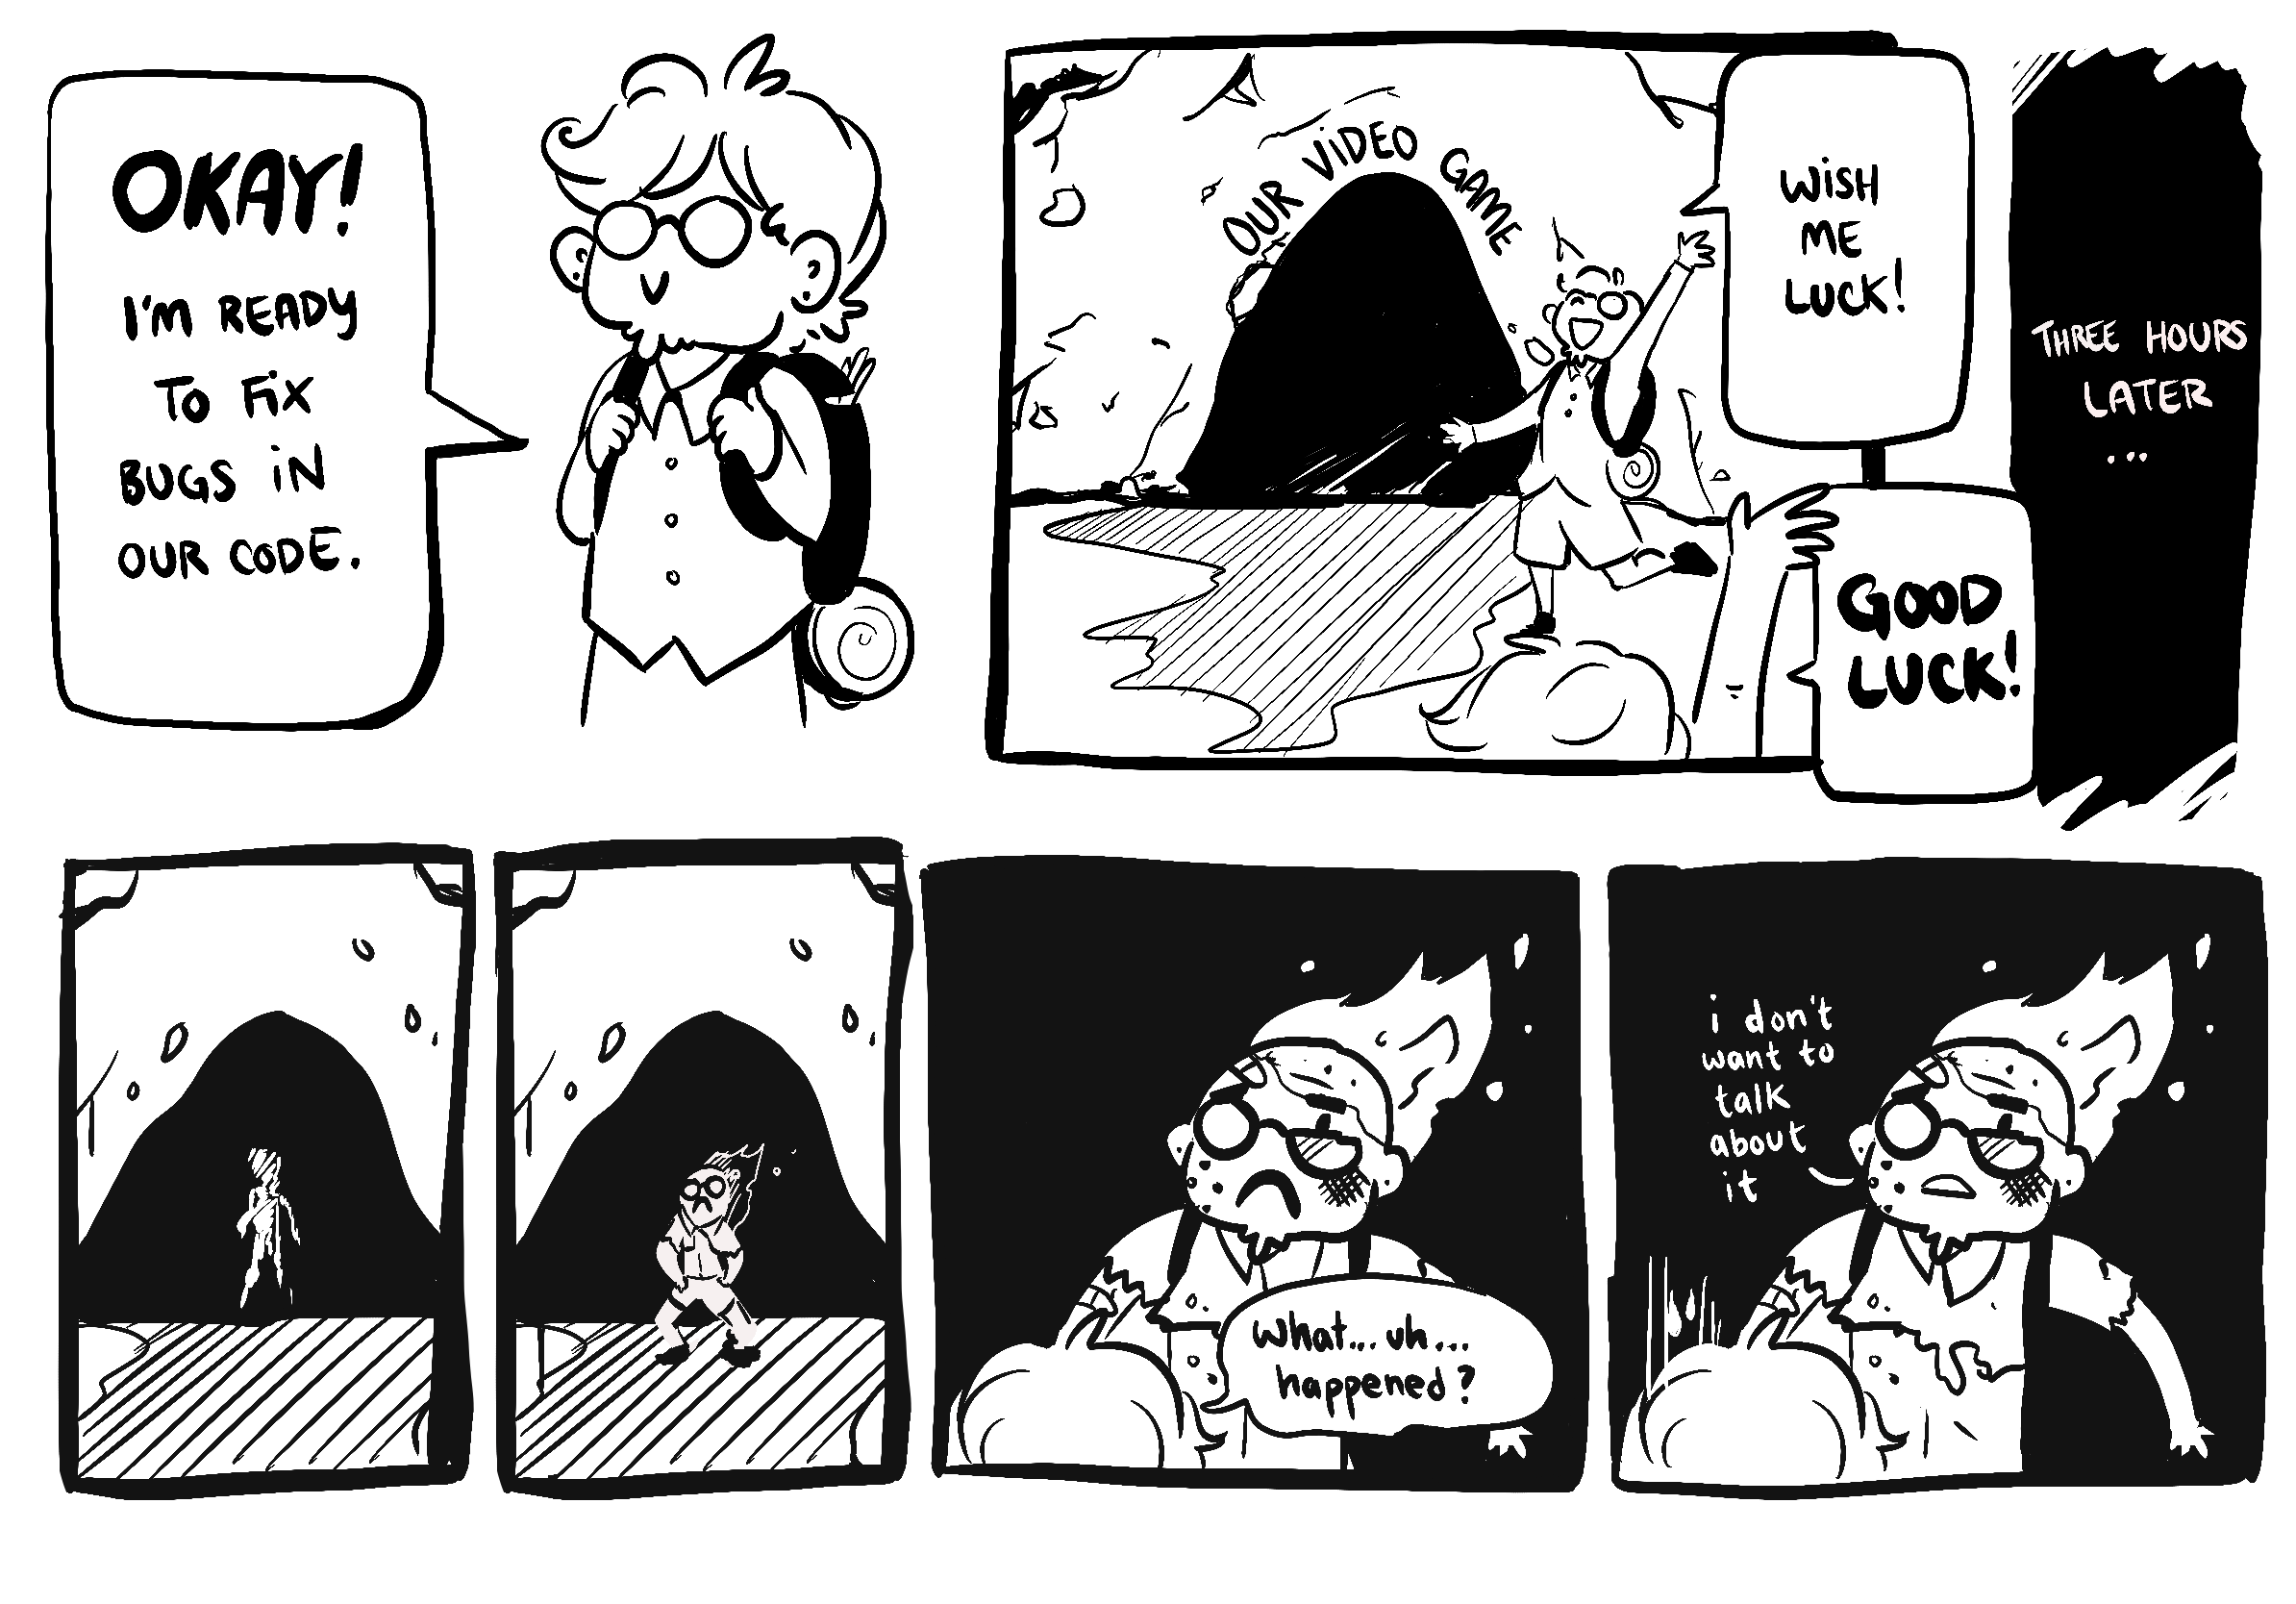 OKAY!
I'M READY
TO FiX
BUGS iN
OUR CODE.
OUR ViDEO GAME
WiSH
ME
LUCK!
GOOD
LUCK!
THREE HOURS
LATER
...
What... uh...
happened?
i don't
want to
talk
about
it